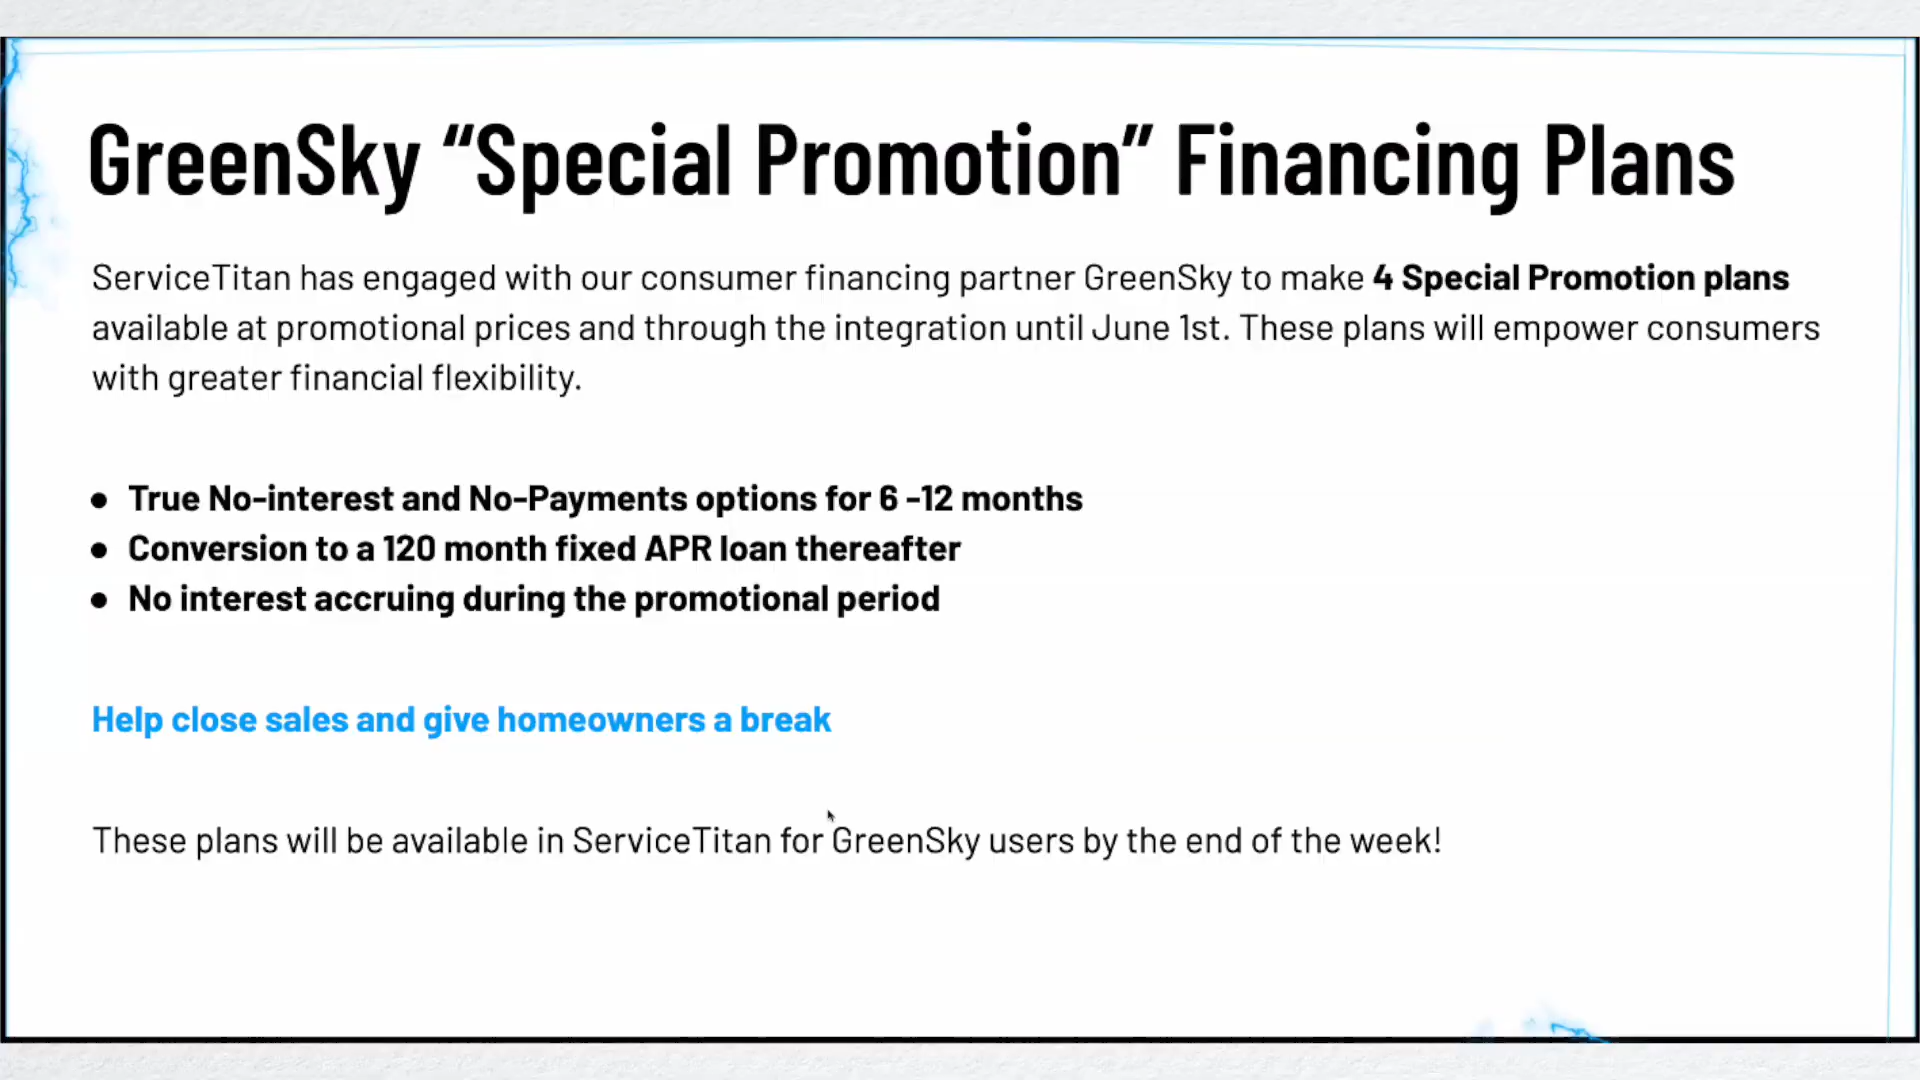 GreenSky “Special Promotion” Financing Plans
ServiceTitan has engaged with our consumer financing partner GreenSky to make 4 Special Promotion plans
available at promotional prices and through the integration until June 1st. These plans will empower consumers
with greater financial flexibility.
● True No-interest and No-Payments options for 6 -12 months
● Conversion to a 120 month fixed APR loan thereafter
● No interest accruing during the promotional period
Help close sales and give homeowners a break
These plans will be available in ServiceTitan for GreenSky users by the end of the week!